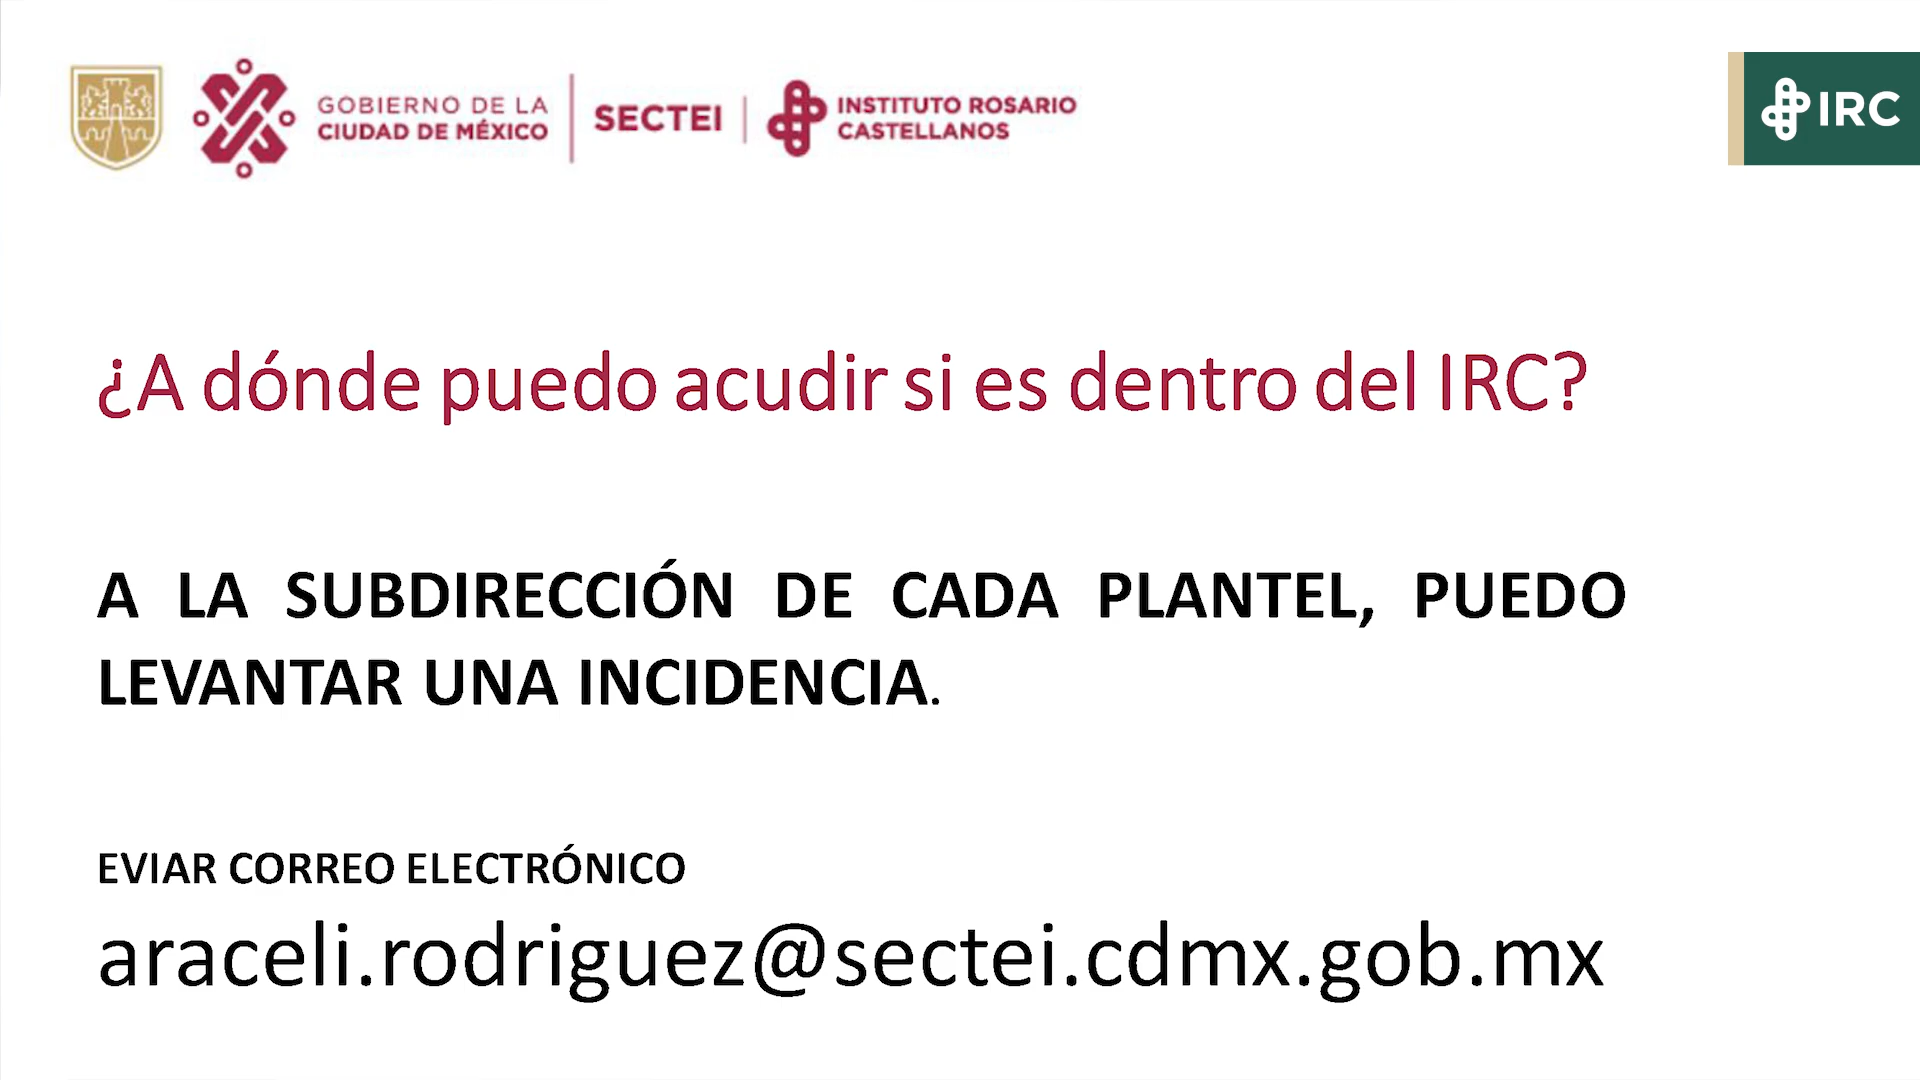 GOBIERNO DE LA
CIUDAD DE MÉXICO
SECTEI
INSTITUTO ROSARIO
CASTELLANOS
IRC
¿A dónde puedo acudir si es dentro del IRC?
A LA SUBDIRECCIÓN DE CADA PLANTEL, PUEDO
LEVANTAR UNA INCIDENCIA.
EVIAR CORREO ELECTRÓNICO
araceli.rodriguez@sectei.cdmx.gob.mx